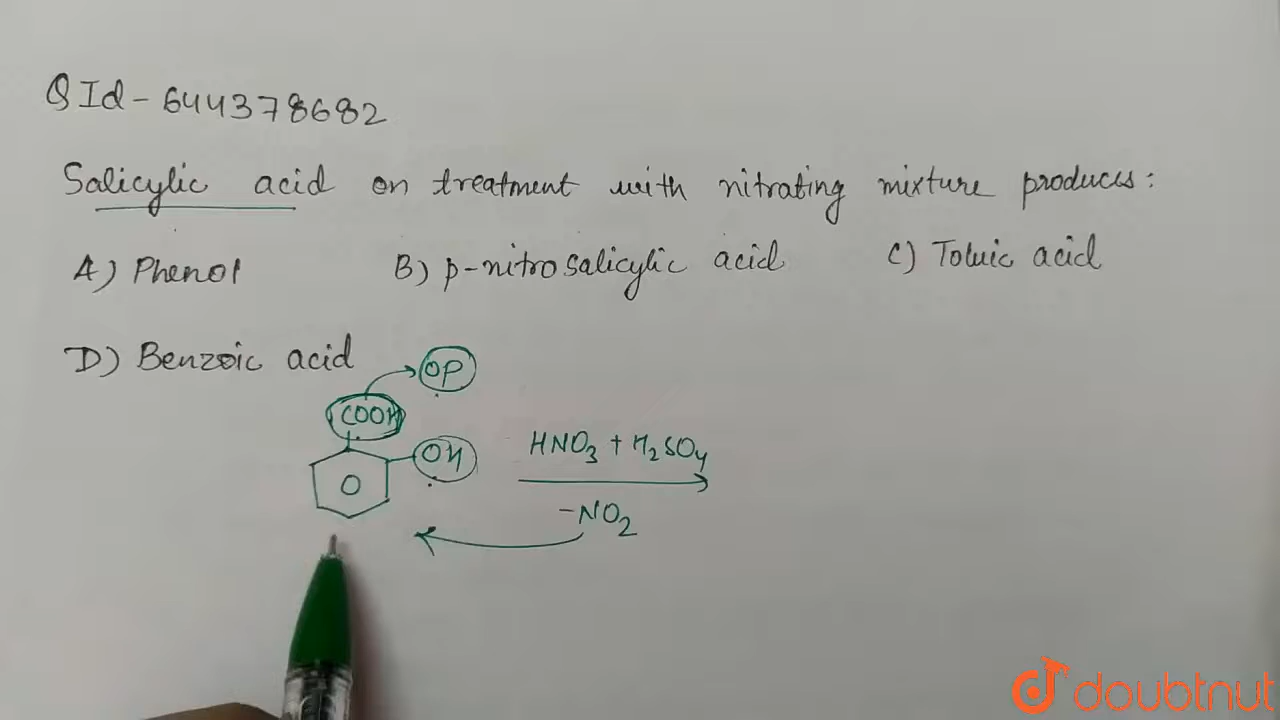 QId-644378682
Salicylic acid on treatment with nitrating mixture produces:
A) Phenol B) p-nitrosalicylic acid C) Toluic acid
D) Benzoic acid
OP
COOH
OH
HNO3 + H2SO4
-NO2
doubtnut